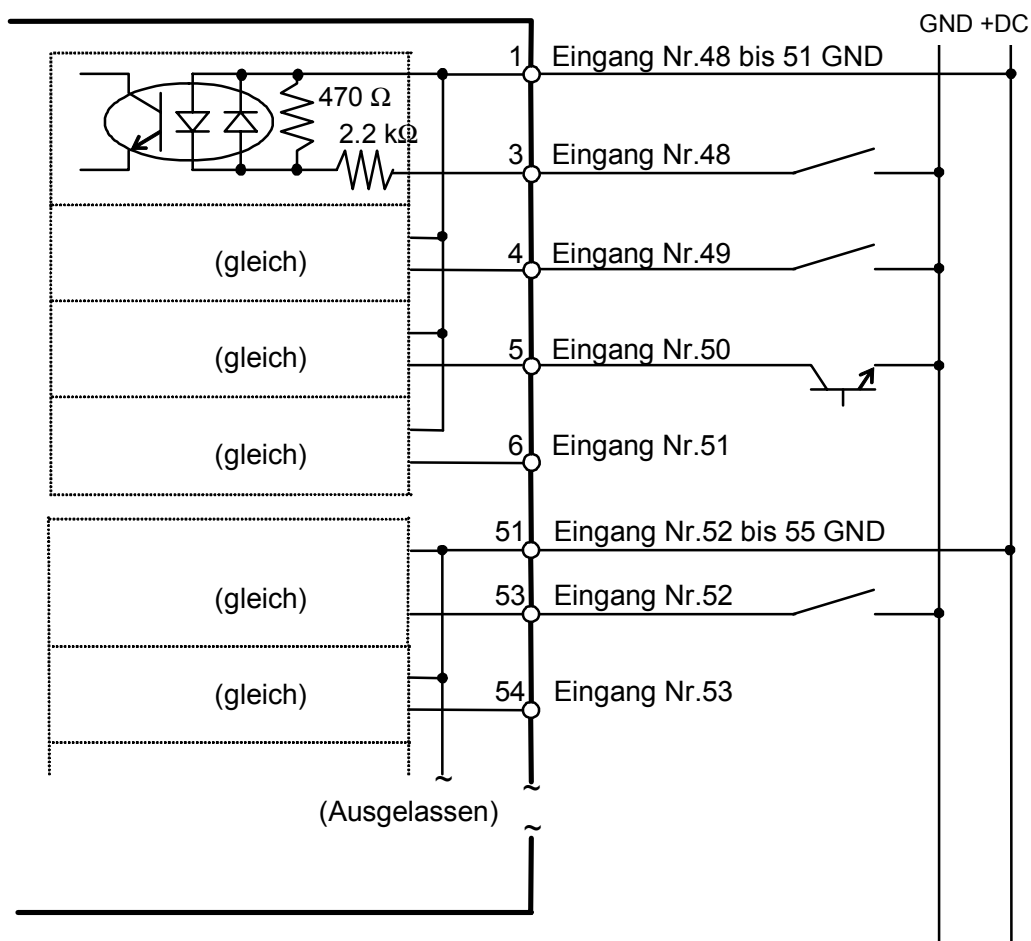 GND +DC
1 Eingang Nr.48 bis 51 GND
470 Ω
2.2 kΩ
3 Eingang Nr.48
(gleich)
4 Eingang Nr.49
(gleich)
5 Eingang Nr.50
(gleich)
6 Eingang Nr.51
51 Eingang Nr.52 bis 55 GND
(gleich)
53 Eingang Nr.52
(gleich)
54 Eingang Nr.53
~
~
(Ausgelassen)
~